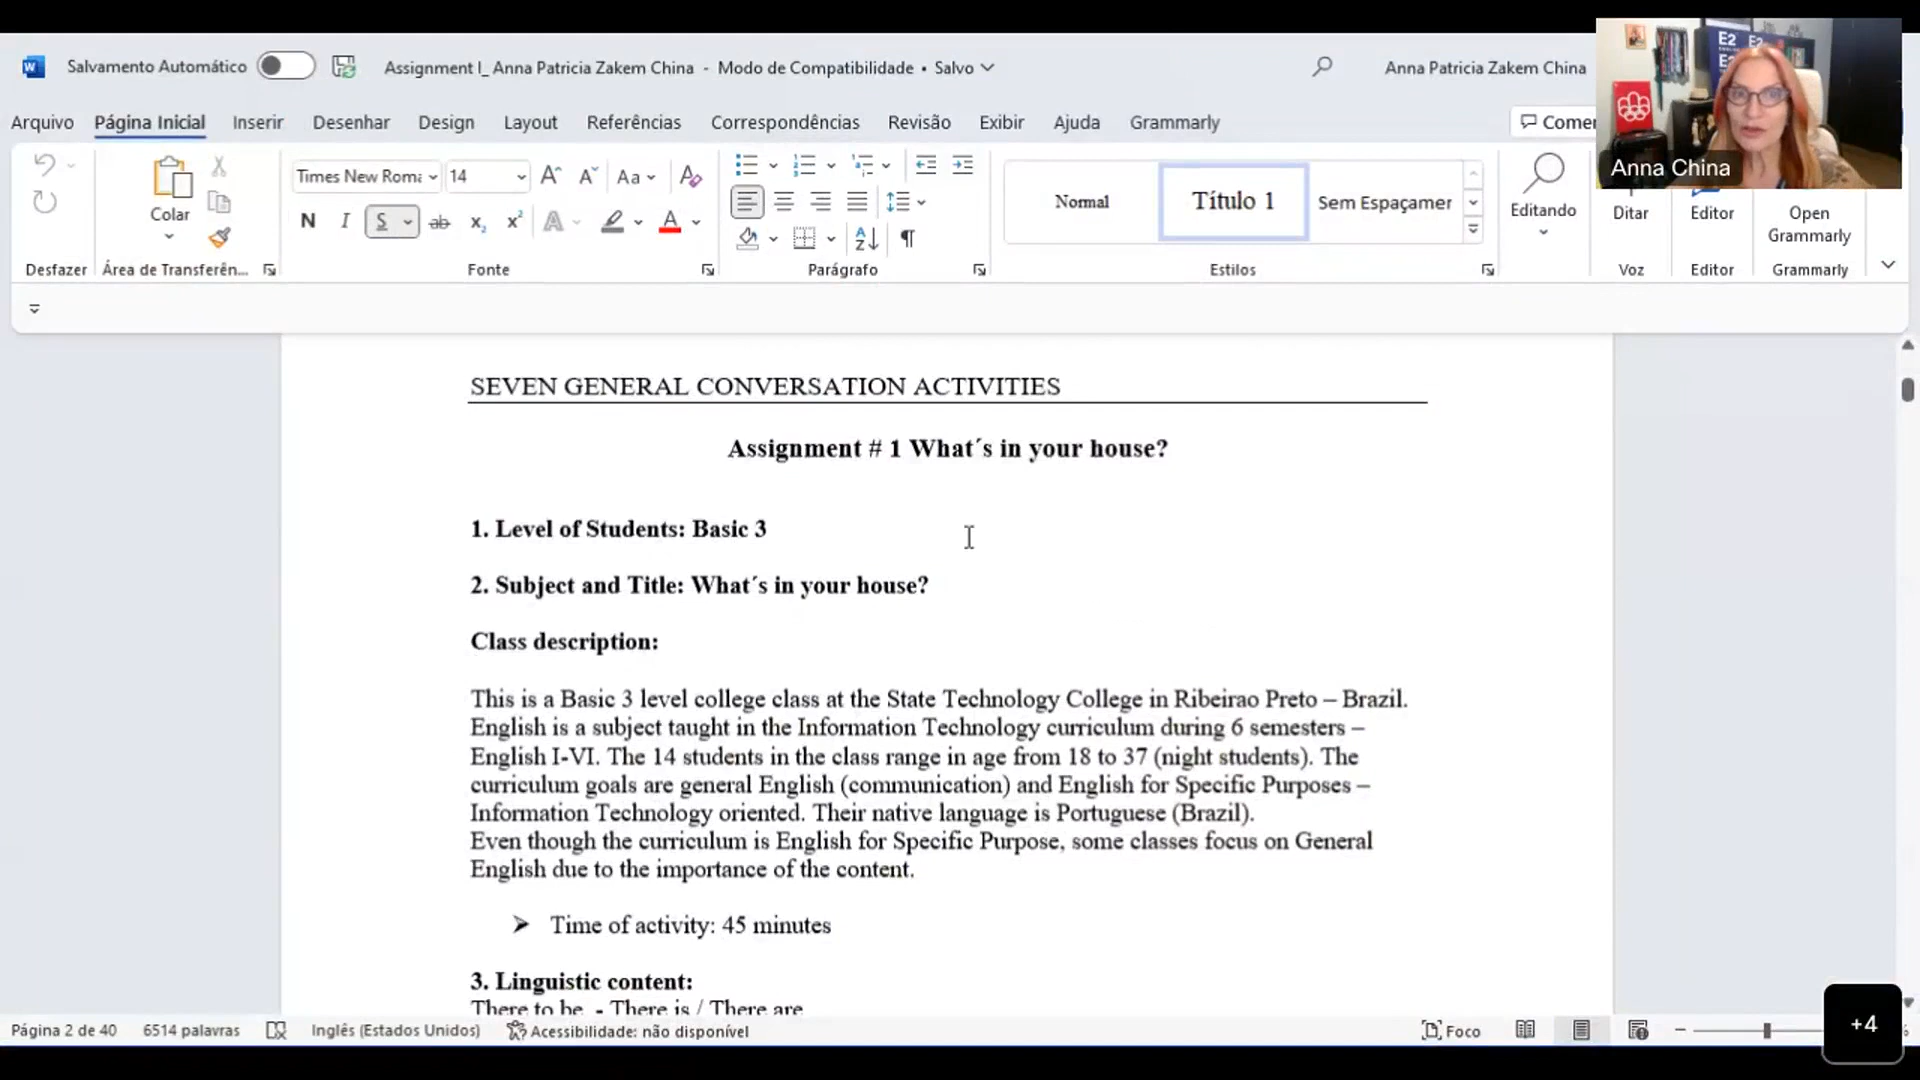 Salvamento Automático
Assignment I_ Anna Patricia Zakem China - Modo de Compatibilidade • Salvo
Anna Patricia Zakem China
Arquivo Página Inicial Inserir Desenhar Design Layout Referências Correspondências Revisão Exibir Ajuda Grammarly Comer
E2 E2
Anna China
Times New Roma 14 Aa
Colar
N I S ab x₂ x² A A
Normal Título 1 Sem Espaçamer
Editando Ditar Editor Open Grammarly
Desfazer Área de Transferên... Fonte Parágrafo Estilos Voz Editor Grammarly
SEVEN GENERAL CONVERSATION ACTIVITIES
Assignment # 1 What´s in your house?
1. Level of Students: Basic 3
2. Subject and Title: What´s in your house?
Class description:
This is a Basic 3 level college class at the State Technology College in Ribeirao Preto – Brazil.
English is a subject taught in the Information Technology curriculum during 6 semesters –
English I-VI. The 14 students in the class range in age from 18 to 37 (night students). The
curriculum goals are general English (communication) and English for Specific Purposes –
Information Technology oriented. Their native language is Portuguese (Brazil).
Even though the curriculum is English for Specific Purpose, some classes focus on General
English due to the importance of the content.
➢ Time of activity: 45 minutes
3. Linguistic content:
There to be - There is / There are
Página 2 de 40 6514 palavras Inglês (Estados Unidos) Acessibilidade: não disponível Foco
+4